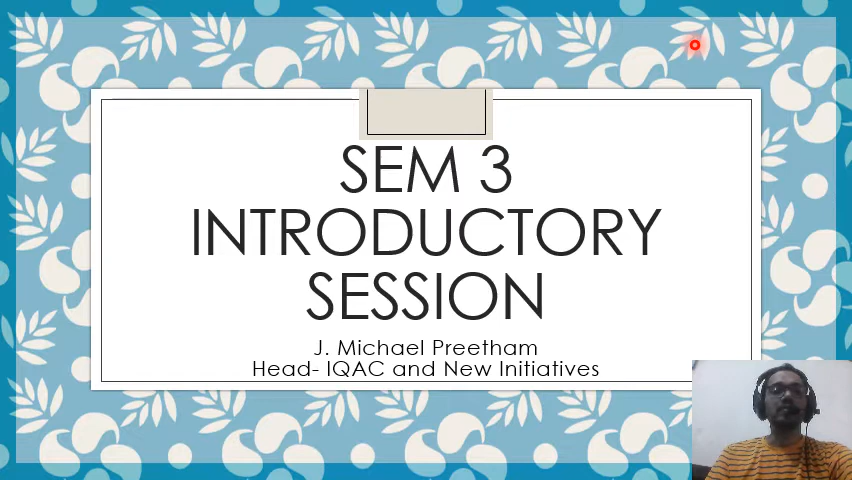 SEM 3
INTRODUCTORY
SESSION
J. Michael Preetham
Head- IQAC and New Initiatives